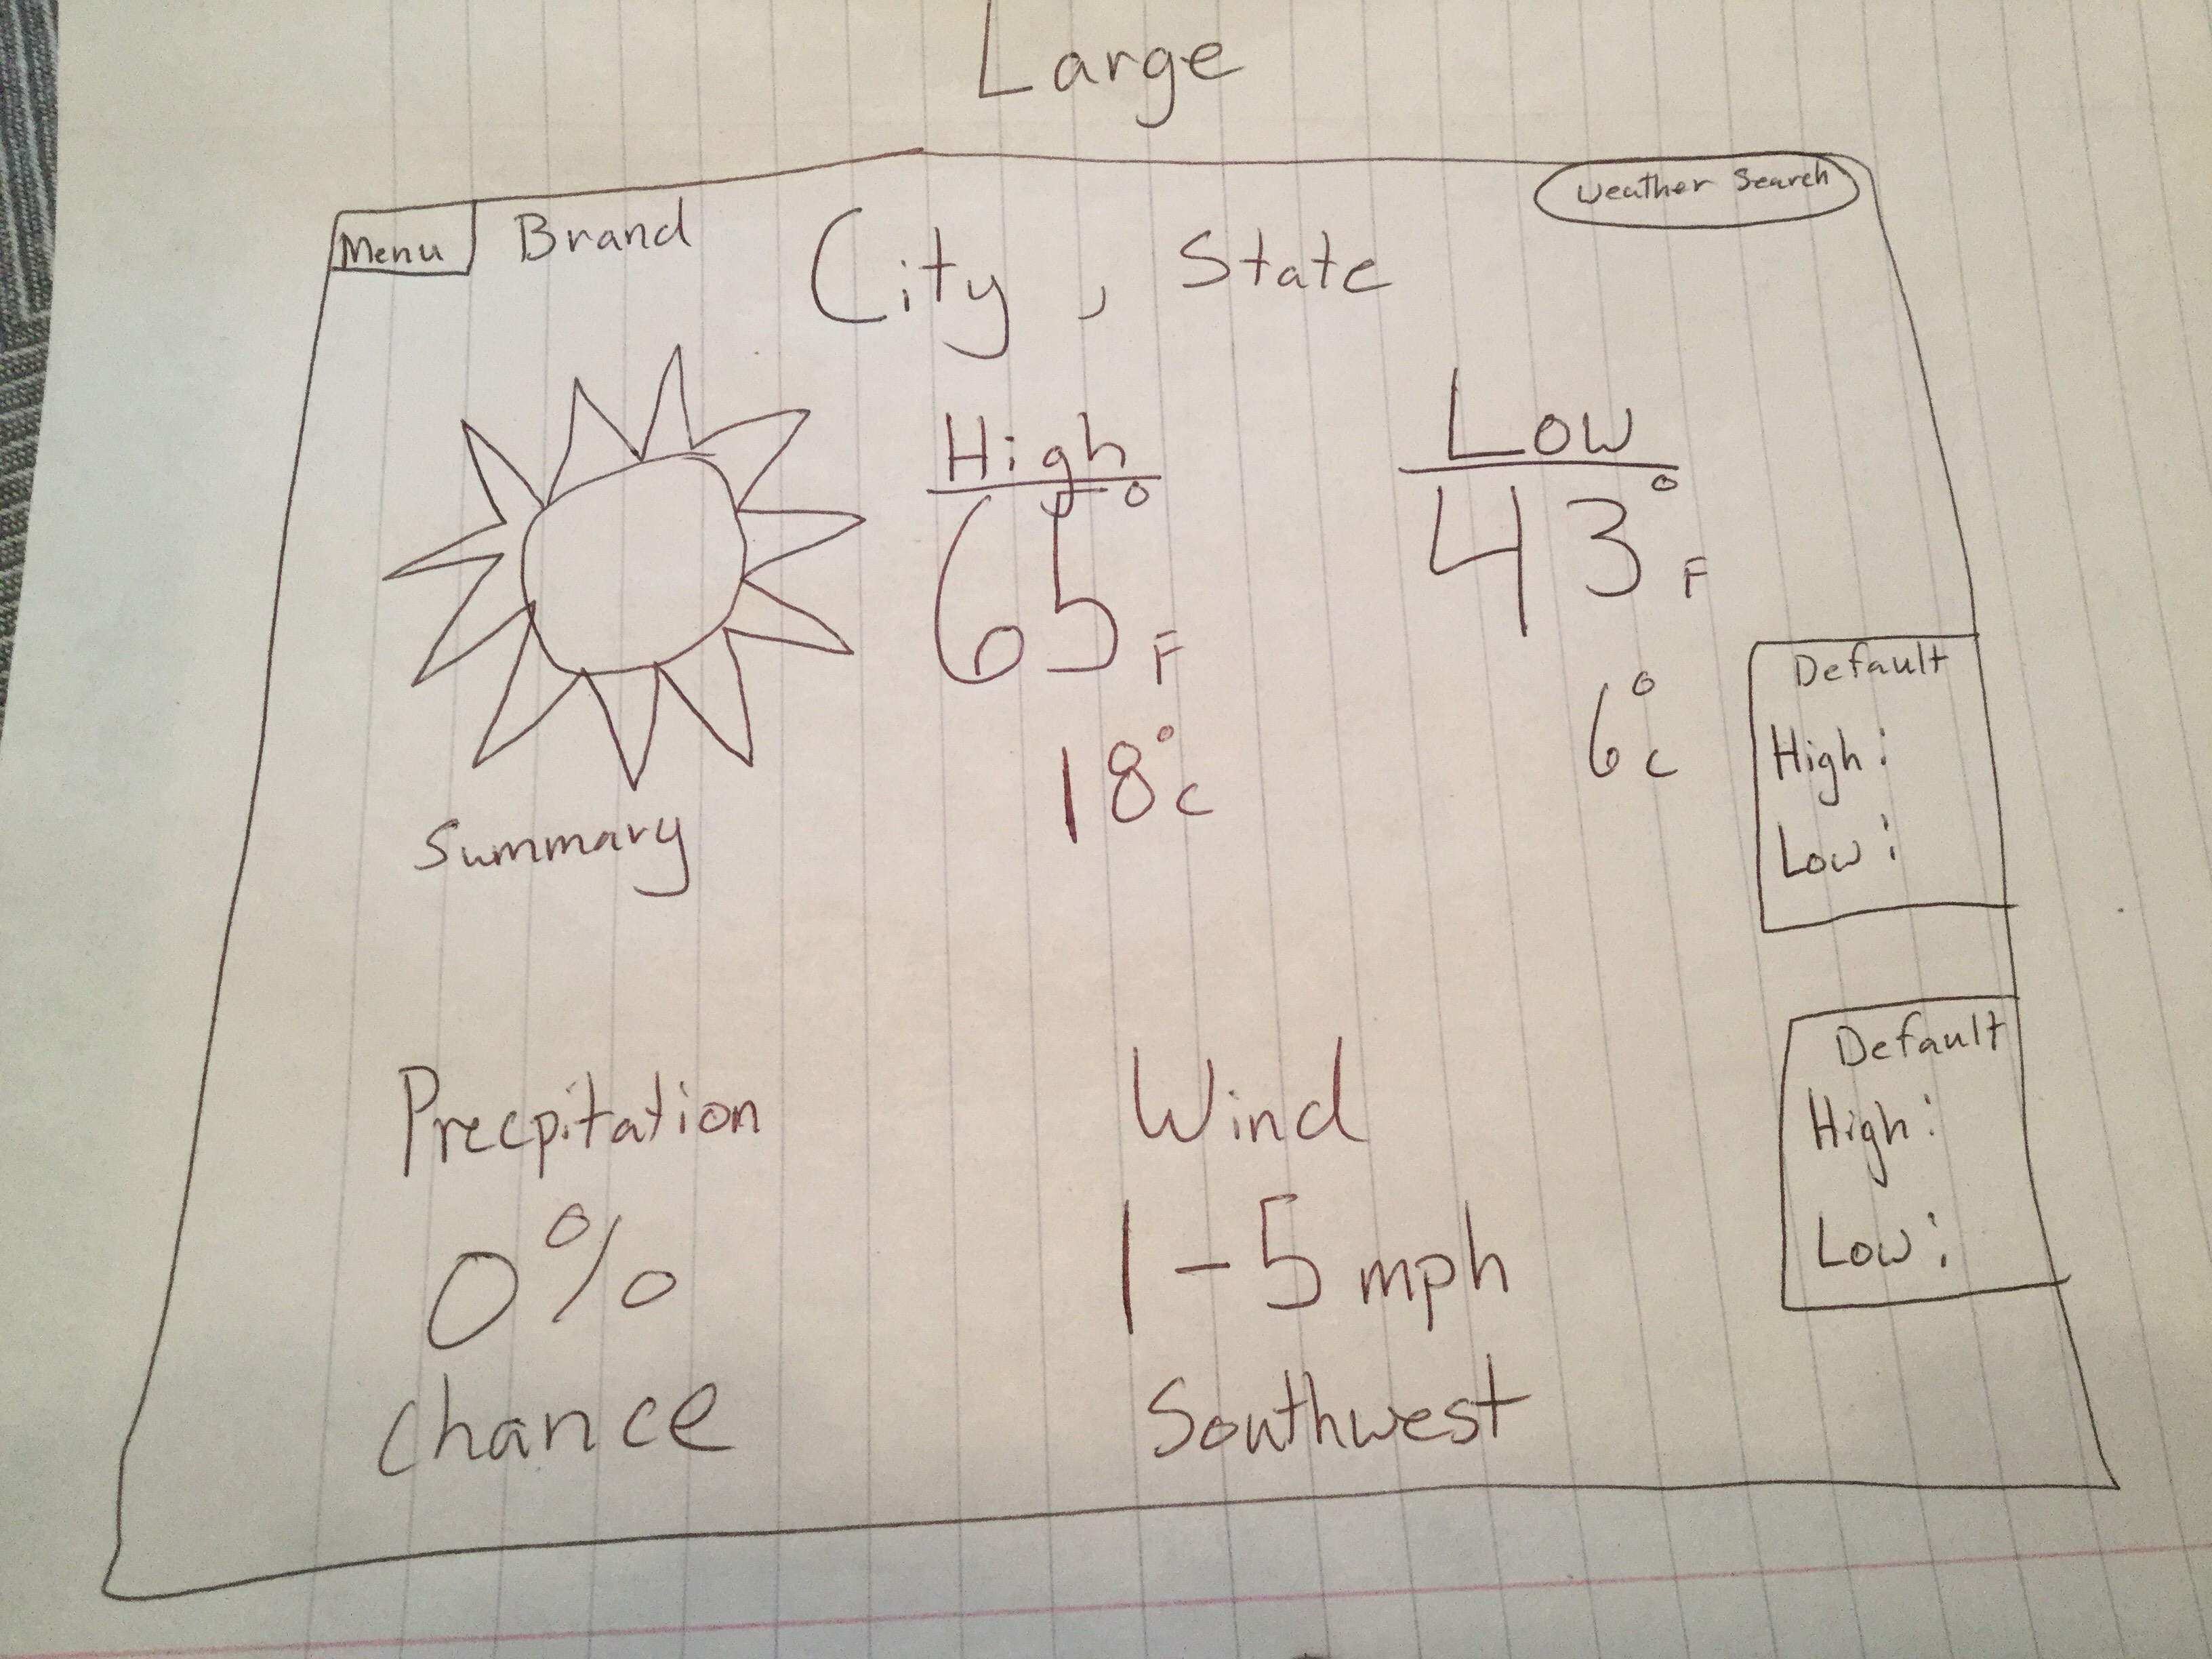 Large
Menu Brand City, State Weather Search
High Low
65°F 43°F
18°C 6°C
Summary
Default
High:
Low:
Precpitation Wind
0% 1-5 mph
Chance Southwest
Default
High:
Low: